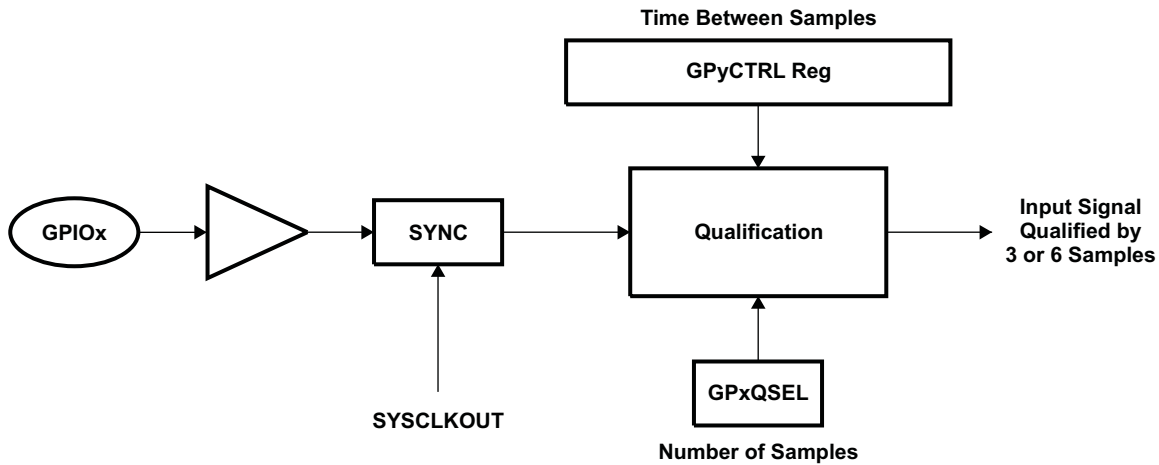 Time Between Samples
GPyCTRL Reg
GPIOx
SYNC
Qualification
Input Signal
Qualified by
3 or 6 Samples
GPxQSEL
SYSCLKOUT
Number of Samples